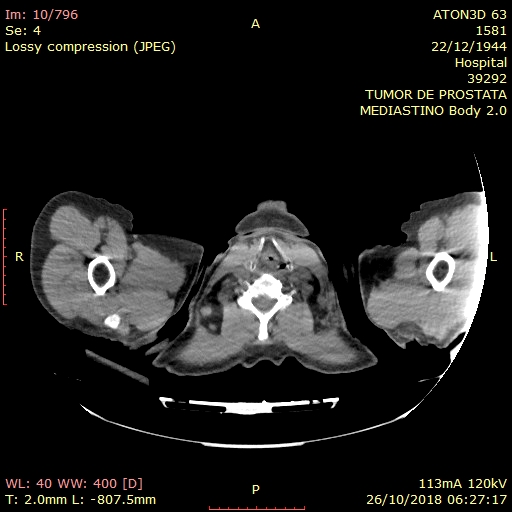 Im: 10/796
Se: 4
Lossy compression (JPEG)
A
ATON3D 63
1581
22/12/1944
Hospital
39292
TUMOR DE PROSTATA
MEDIASTINO Body 2.0
R
L
WL: 40 WW: 400 [D]
T: 2.0mm L: -807.5mm
P
113mA 120kV
26/10/2018 06:27:17